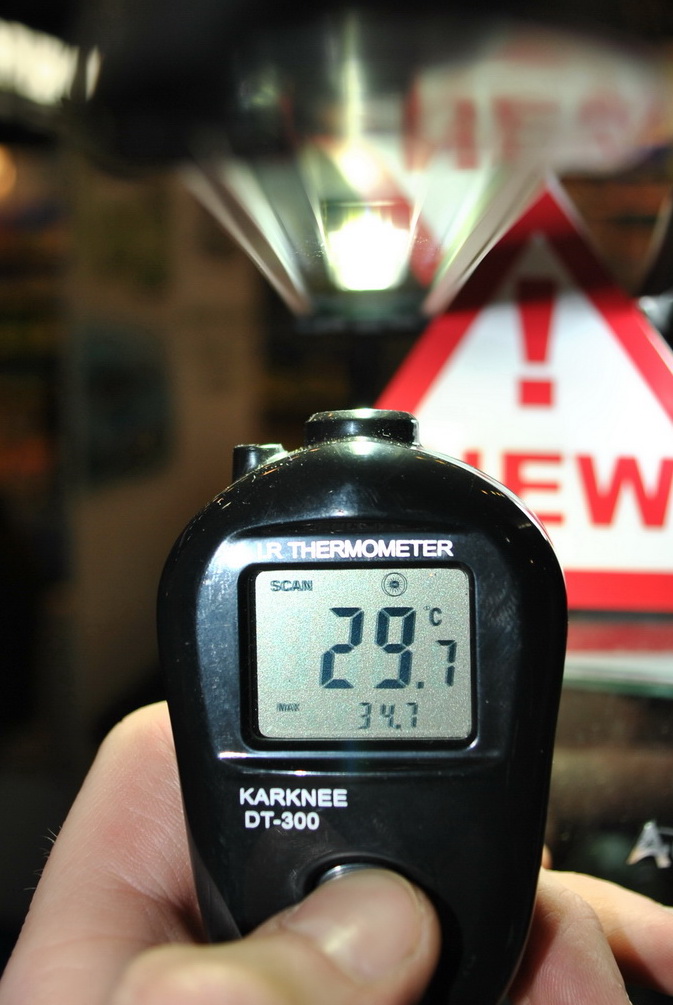 !
NEW
I.R THERMOMETER
SCAN
29.7 °C
MAX 34.7
KARKNEE
DT-300